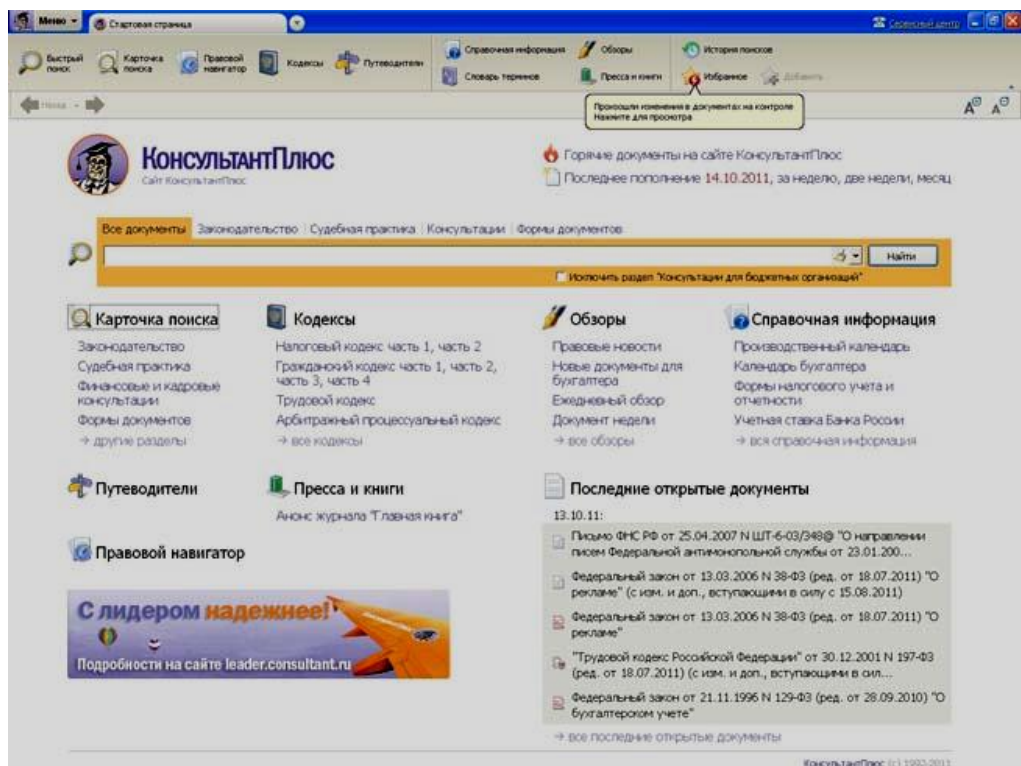 Меню
Стартовая страница
Сервисный центр
Быстрый поиск
Карточка поиска
Правовой навигатор
Кодексы
Путеводители
Справочная информация
Словарь терминов
Обзоры
Пресса и книги
История поисков
Избранное
Добавить
Назад
Произошли изменения в документах на контроле
Нажмите для просмотра
КонсультантПлюс
Сайт КонсультантПлюс
Горячие документы на сайте КонсультантПлюс
Последнее пополнение 14.10.2011, за неделю, две недели, месяц
Все документы Законодательство Судебная практика Консультации Формы документов
Найти
Исключить раздел "Консультации для бюджетных организаций"
Карточка поиска
Законодательство
Судебная практика
Финансовые и кадровые
консультации
Формы документов
→ другие разделы
Кодексы
Налоговый кодекс часть 1, часть 2
Гражданский кодекс часть 1, часть 2,
часть 3, часть 4
Трудовой кодекс
Арбитражный процессуальный кодекс
→ все кодексы
Обзоры
Правовые новости
Новые документы для
бухгалтера
Ежедневный обзор
Документ недели
→ все обзоры
Справочная информация
Производственный календарь
Календарь бухгалтера
Формы налогового учета и
отчетности
Учетная ставка Банка России
→ вся справочная информация
Путеводители
Пресса и книги
Анонс журнала "Главная книга"
Правовой навигатор
С лидером надежнее!
Подробности на сайте leader.consultant.ru
Последние открытые документы
13.10.11:
Письмо ФНС РФ от 25.04.2007 N ШТ-6-03/348@ "О направлении
писем Федеральной антимонопольной службы от 23.01.200...
Федеральный закон от 13.03.2006 N 38-ФЗ (ред. от 18.07.2011) "О
рекламе" (с изм. и доп., вступающими в силу с 15.08.2011)
Федеральный закон от 13.03.2006 N 38-ФЗ (ред. от 18.07.2011) "О
рекламе"
"Трудовой кодекс Российской Федерации" от 30.12.2001 N 197-ФЗ
(ред. от 18.07.2011) (с изм. и доп., вступающими в сил...
Федеральный закон от 21.11.1996 N 129-ФЗ (ред. от 28.09.2010) "О
бухгалтерском учете"
→ все последние открытые документы
КонсультантПлюс (c) 1992-2011